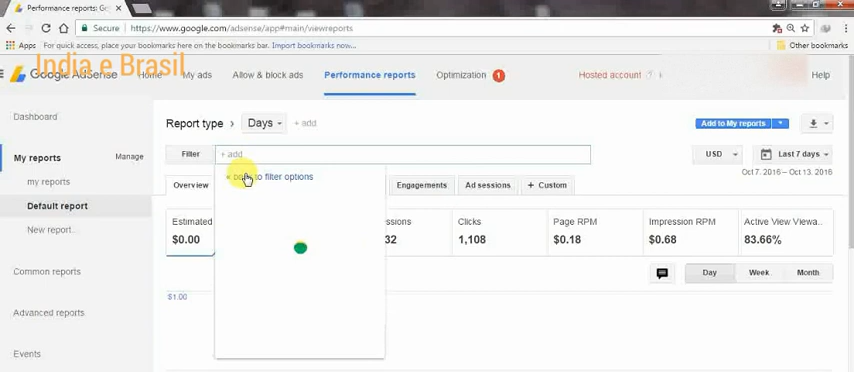 Performance reports: Go
Secure
https://www.google.com/adsense/app#main/viewreports
Apps For quick access, place your bookmarks here on the bookmarks bar. Import bookmarks now...
Other bookmarks
India e Brasil
Google AdSense Home My ads Allow & block ads Performance reports Optimization 1 Hosted account Help
Dashboard
My reports Manage
my reports
Default report
New report...
Common reports
Advanced reports
Events
Report type > Days + add
Add to My reports
Filter + add
USD Last 7 days
Oct 7, 2016 – Oct 13, 2016
to filter options
Overview Engagements Ad sessions + Custom
Estimated Clicks Page RPM Impression RPM Active View Viewa...
$0.00 32 1,108 $0.18 $0.68 83.66%
Day Week Month
$1.00